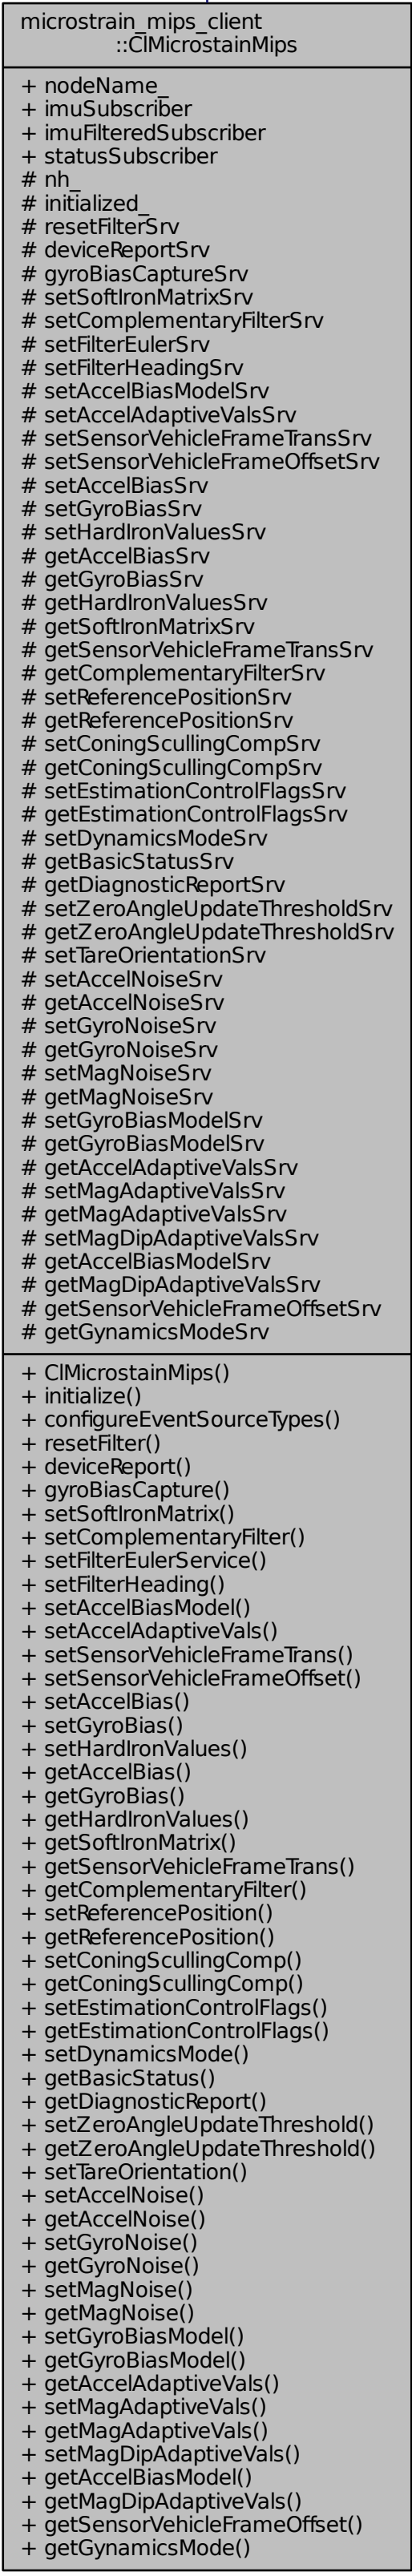 microstrain_mips_client
::ClMicrostainMips
+ nodeName_
+ imuSubscriber
+ imuFilteredSubscriber
+ statusSubscriber
# nh_
# initialized_
# resetFilterSrv
# deviceReportSrv
# gyroBiasCaptureSrv
# setSoftIronMatrixSrv
# setComplementaryFilterSrv
# setFilterEulerSrv
# setFilterHeadingSrv
# setAccelBiasModelSrv
# setAccelAdaptiveValsSrv
# setSensorVehicleFrameTransSrv
# setSensorVehicleFrameOffsetSrv
# setAccelBiasSrv
# setGyroBiasSrv
# setHardIronValuesSrv
# getAccelBiasSrv
# getGyroBiasSrv
# getHardIronValuesSrv
# getSoftIronMatrixSrv
# getSensorVehicleFrameTransSrv
# getComplementaryFilterSrv
# setReferencePositionSrv
# getReferencePositionSrv
# setConingScullingCompSrv
# getConingScullingCompSrv
# setEstimationControlFlagsSrv
# getEstimationControlFlagsSrv
# setDynamicsModeSrv
# getBasicStatusSrv
# getDiagnosticReportSrv
# setZeroAngleUpdateThresholdSrv
# getZeroAngleUpdateThresholdSrv
# setTareOrientationSrv
# setAccelNoiseSrv
# getAccelNoiseSrv
# setGyroNoiseSrv
# getGyroNoiseSrv
# setMagNoiseSrv
# getMagNoiseSrv
# setGyroBiasModelSrv
# getGyroBiasModelSrv
# getAccelAdaptiveValsSrv
# setMagAdaptiveValsSrv
# getMagAdaptiveValsSrv
# setMagDipAdaptiveValsSrv
# getAccelBiasModelSrv
# getMagDipAdaptiveValsSrv
# getSensorVehicleFrameOffsetSrv
# getGynamicsModeSrv
+ ClMicrostainMips()
+ initialize()
+ configureEventSourceTypes()
+ resetFilter()
+ deviceReport()
+ gyroBiasCapture()
+ setSoftIronMatrix()
+ setComplementaryFilter()
+ setFilterEulerService()
+ setFilterHeading()
+ setAccelBiasModel()
+ setAccelAdaptiveVals()
+ setSensorVehicleFrameTrans()
+ setSensorVehicleFrameOffset()
+ setAccelBias()
+ setGyroBias()
+ setHardIronValues()
+ getAccelBias()
+ getGyroBias()
+ getHardIronValues()
+ getSoftIronMatrix()
+ getSensorVehicleFrameTrans()
+ getComplementaryFilter()
+ setReferencePosition()
+ getReferencePosition()
+ setConingScullingComp()
+ getConingScullingComp()
+ setEstimationControlFlags()
+ getEstimationControlFlags()
+ setDynamicsMode()
+ getBasicStatus()
+ getDiagnosticReport()
+ setZeroAngleUpdateThreshold()
+ getZeroAngleUpdateThreshold()
+ setTareOrientation()
+ setAccelNoise()
+ getAccelNoise()
+ setGyroNoise()
+ getGyroNoise()
+ setMagNoise()
+ getMagNoise()
+ setGyroBiasModel()
+ getGyroBiasModel()
+ getAccelAdaptiveVals()
+ setMagAdaptiveVals()
+ getMagAdaptiveVals()
+ setMagDipAdaptiveVals()
+ getAccelBiasModel()
+ getMagDipAdaptiveVals()
+ getSensorVehicleFrameOffset()
+ getGynamicsMode()